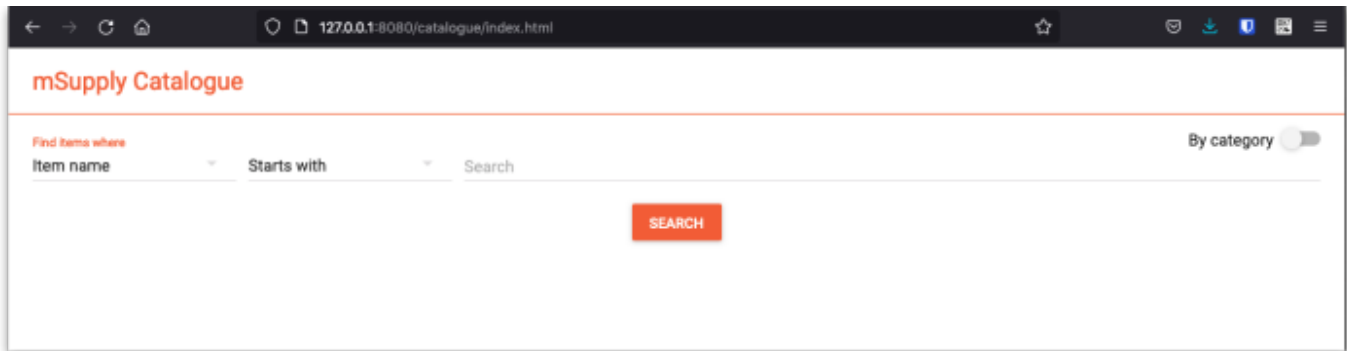 127.0.0.1:8080/catalogue/index.html
mSupply Catalogue
Find items where
By category
Item name
Starts with
Search
SEARCH